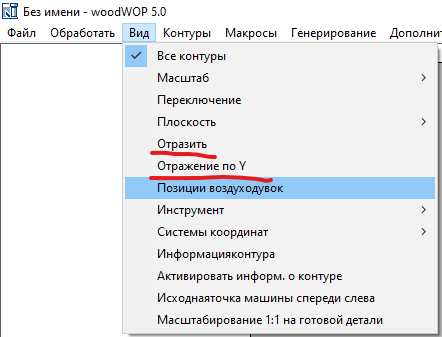 Без имени - woodWOP 5.0
Файл Обработать Вид Контуры Макросы Генерирование Дополнит
Все контуры
Масштаб
Переключение
Плоскость
Отразить
Отражение по Y
Позиции воздуходувок
Инструмент
Системы координат
Информацияконтура
Активировать информ. о контуре
Исходнаяточка машины спереди слева
Масштабирование 1:1 на готовой детали